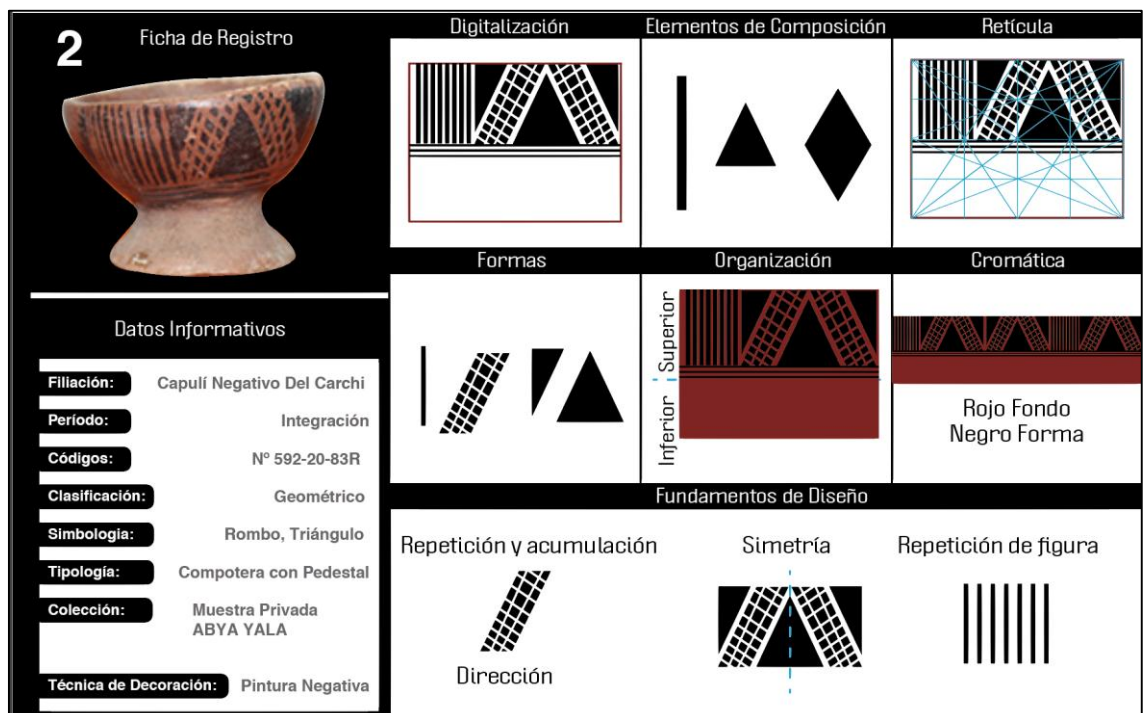 2
Ficha de Registro
Datos Informativos
Filiación: Capulí Negativo Del Carchi
Período: Integración
Códigos: Nº 592-20-83R
Clasificación: Geométrico
Simbologia: Rombo, Triángulo
Tipología: Compotera con Pedestal
Colección: Muestra Privada
ABYA YALA
Técnica de Decoración: Pintura Negativa
Digitalización
Elementos de Composición
Retícula
Formas
Organización
Superior
Inferior
Cromática
Rojo Fondo
Negro Forma
Fundamentos de Diseño
Repetición y acumulación
Dirección
Simetría
Repetición de figura